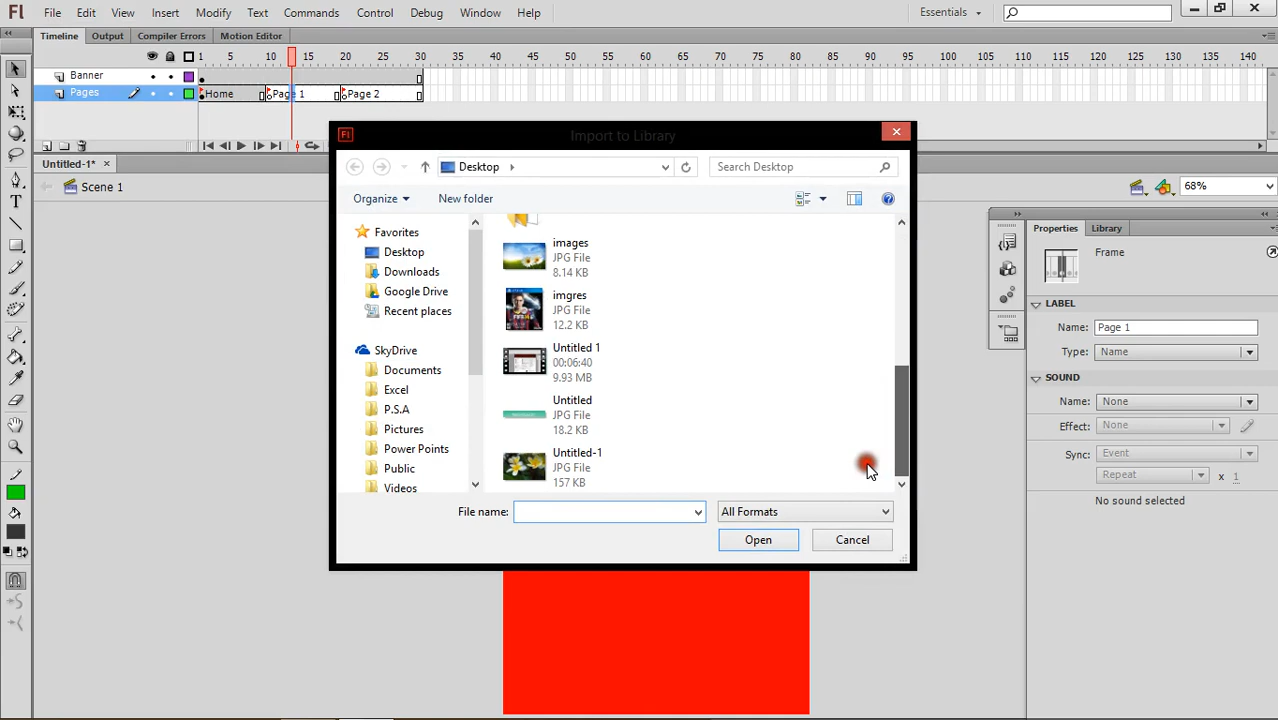 Fl File Edit View Insert Modify Text Commands Control Debug Window Help Essentials
Timeline Output Compiler Errors Motion Editor
1 5 10 15 20 25 30 35 40 45 50 55 60 65 70 75 80 85 90 95 100 105 110 115 120 125 130 135 140
Banner
Pages Home Page 1 Page 2
Untitled-1*
Scene 1 68%
Fl Import to Library
Desktop Search Desktop
Organize New folder
Favorites
Desktop
Downloads
Google Drive
Recent places
SkyDrive
Documents
Excel
P.S.A
Pictures
Power Points
Public
Videos
images
JPG File
8.14 KB
imgres
JPG File
12.2 KB
Untitled 1
00:06:40
9.93 MB
Untitled
JPG File
18.2 KB
Untitled-1
JPG File
157 KB
File name: All Formats
Open Cancel
Properties Library
Frame
LABEL
Name: Page 1
Type: Name
SOUND
Name: None
Effect: None
Sync: Event
Repeat x 1
No sound selected